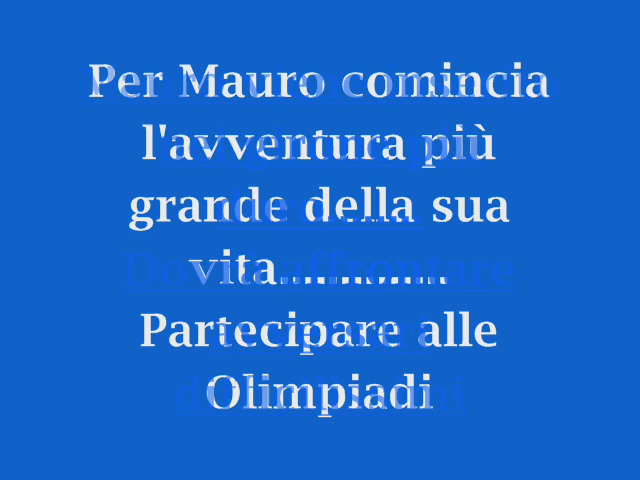 Per Mauro comincia
l'avventura più
grande della sua
vita..............
Partecipare alle
Olimpiadi